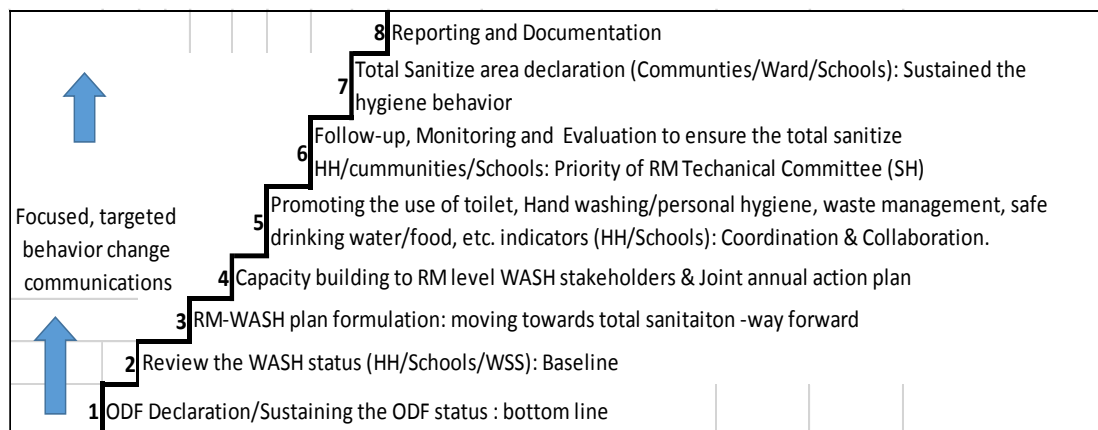 8 Reporting and Documentation
7 Total Sanitize area declaration (Communties/Ward/Schools): Sustained the
hygiene behavior
6 Follow-up, Monitoring and Evaluation to ensure the total sanitize
HH/cummunities/Schools: Priority of RM Techanical Committee (SH)
5 Promoting the use of toilet, Hand washing/personal hygiene, waste management, safe
drinking water/food, etc. indicators (HH/Schools): Coordination & Collaboration.
Focused, targeted
behavior change
communications
4 Capacity building to RM level WASH stakeholders & Joint annual action plan
3 RM-WASH plan formulation: moving towards total sanitaiton -way forward
2 Review the WASH status (HH/Schools/WSS): Baseline
1 ODF Declaration/Sustaining the ODF status : bottom line